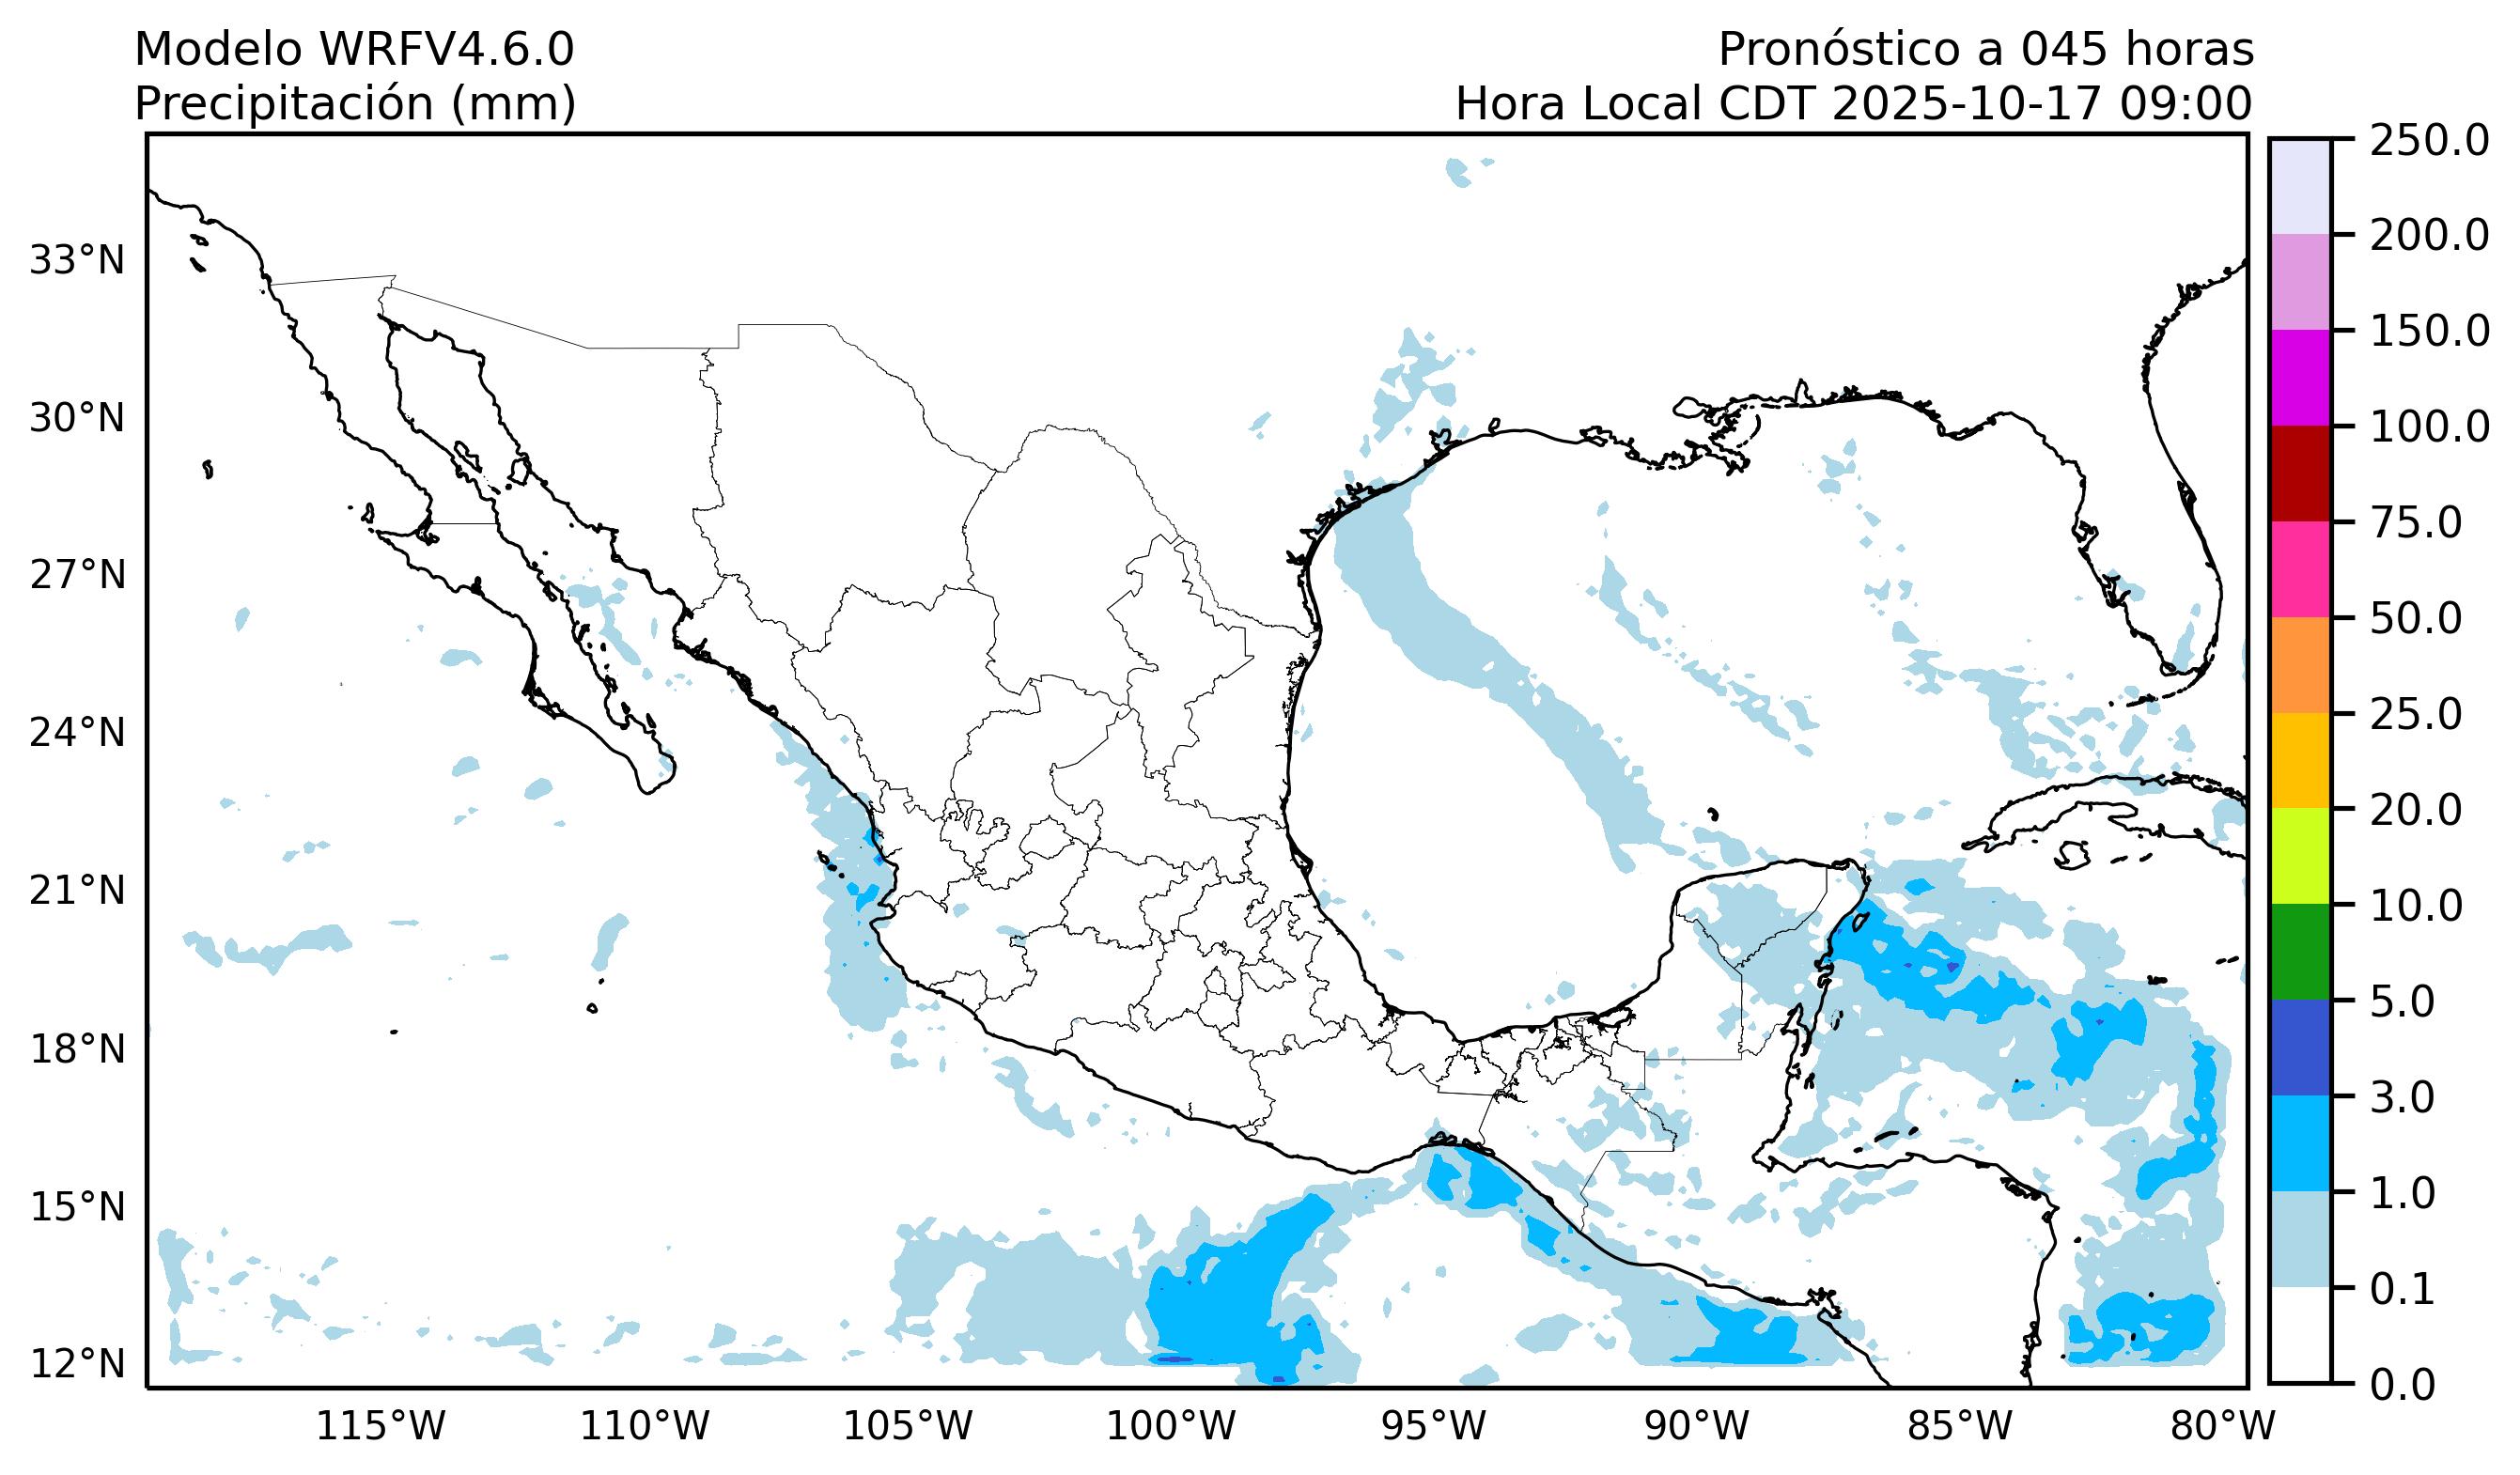 Modelo WRFV4.6.0
Precipitación (mm)
Pronóstico a 045 horas
Hora Local CDT 2025-10-17 09:00
33°N
30°N
27°N
24°N
21°N
18°N
15°N
12°N
115°W
110°W
105°W
100°W
95°W
90°W
85°W
80°W
250.0
200.0
150.0
100.0
75.0
50.0
25.0
20.0
10.0
5.0
3.0
1.0
0.1
0.0